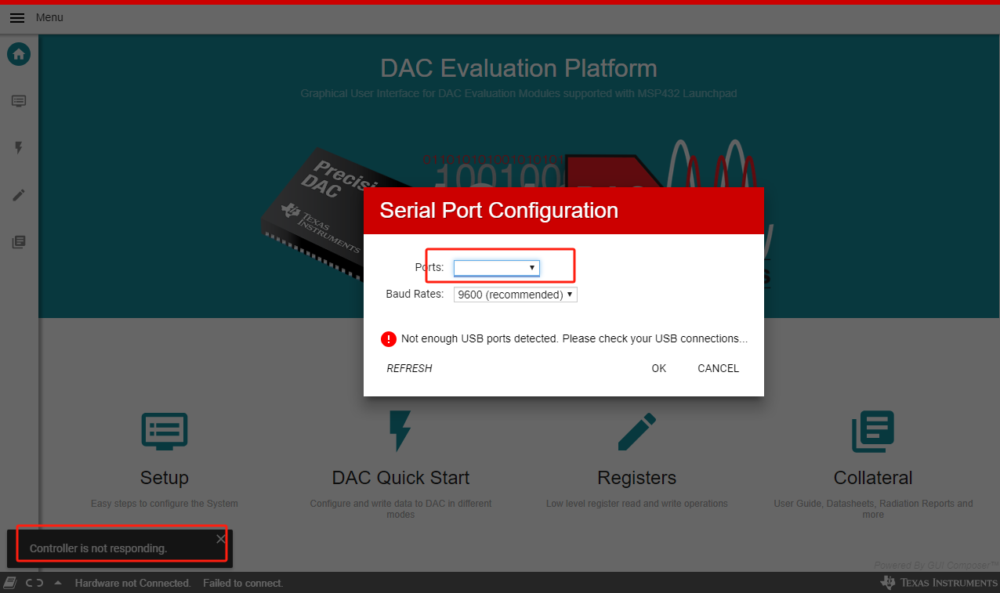 Menu
DAC Evaluation Platform
Graphical User Interface for DAC Evaluation Modules supported with MSP432 Launchpad
DAC
TEXAS
INSTRUMENTS
Serial Port Configuration
Ports:
Baud Rates: 9600 (recommended)
Not enough USB ports detected. Please check your USB connections...
REFRESH OK CANCEL
Setup
Easy steps to configure the System
DAC Quick Start
Configure and write data to DAC in different
modes
Registers
Low level register read and write operations
Collateral
User Guide, Datasheets, Radiation Reports and
more
Controller is not responding.
Powered By GUI Composer™
Hardware not Connected. Failed to connect.
TEXAS INSTRUMENTS